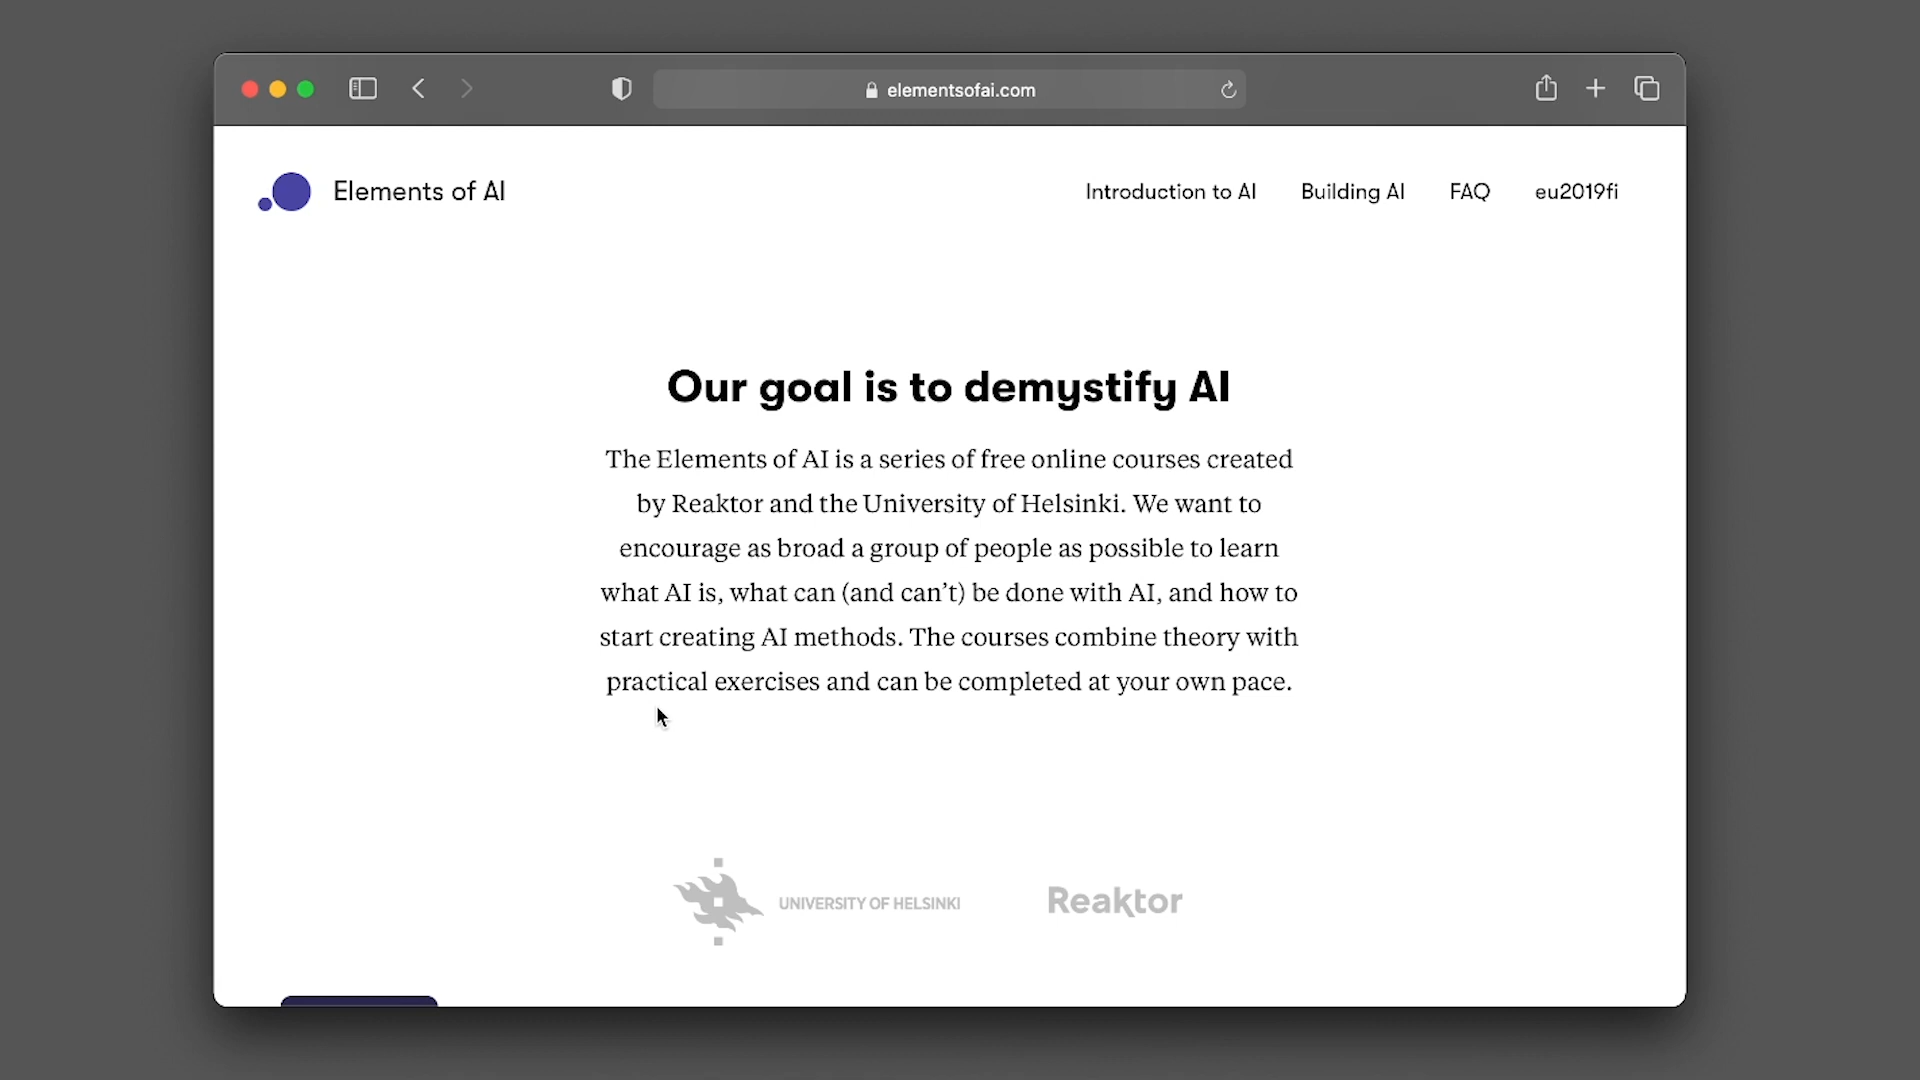 elementsofai.com
Elements of AI
Introduction to AI
Building AI
FAQ
eu2019fi
Our goal is to demystify AI
The Elements of AI is a series of free online courses created
by Reaktor and the University of Helsinki. We want to
encourage as broad a group of people as possible to learn
what AI is, what can (and can’t) be done with AI, and how to
start creating AI methods. The courses combine theory with
practical exercises and can be completed at your own pace.
UNIVERSITY OF HELSINKI
Reaktor